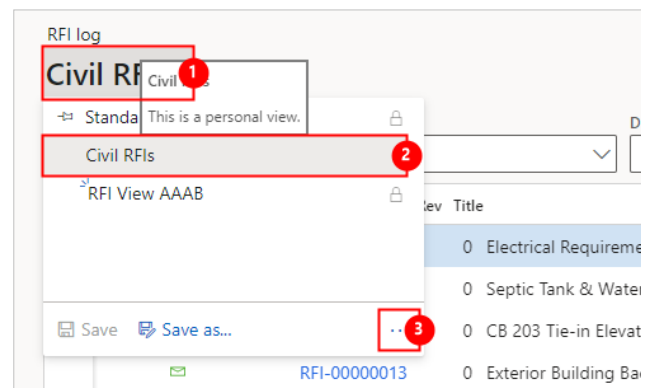 RFI log
Civil RF
1
Civil
This is a personal view.
Standa
D
Civil RFIs
2
RFI View AAAB
Rev Title
0 Electrical Requireme
0 Septic Tank & Water
Save Save as... ... 3
0 CB 203 Tie-in Elevat
RFI-00000013 0 Exterior Building Ba